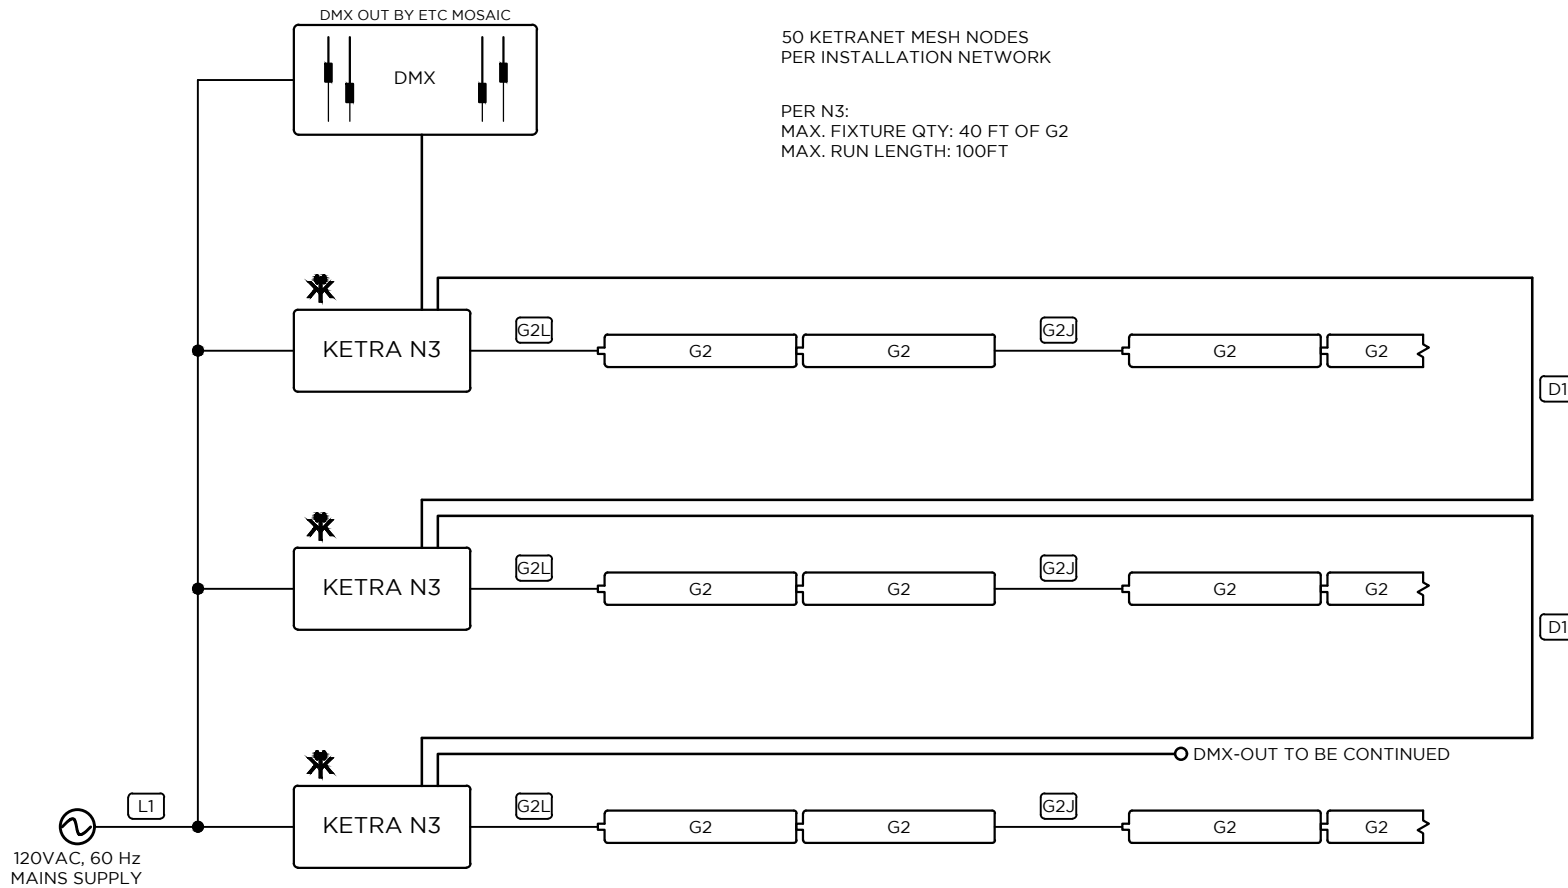 DMX OUT BY ETC MOSAIC
DMX
50 KETRANET MESH NODES
PER INSTALLATION NETWORK
PER N3:
MAX. FIXTURE QTY: 40 FT OF G2
MAX. RUN LENGTH: 100FT
KETRA N3
G2L
G2
G2
G2J
G2
G2
D1
KETRA N3
G2L
G2
G2
G2J
G2
G2
D1
DMX-OUT TO BE CONTINUED
L1
KETRA N3
G2L
G2
G2
G2J
G2
G2
120VAC, 60 Hz
MAINS SUPPLY